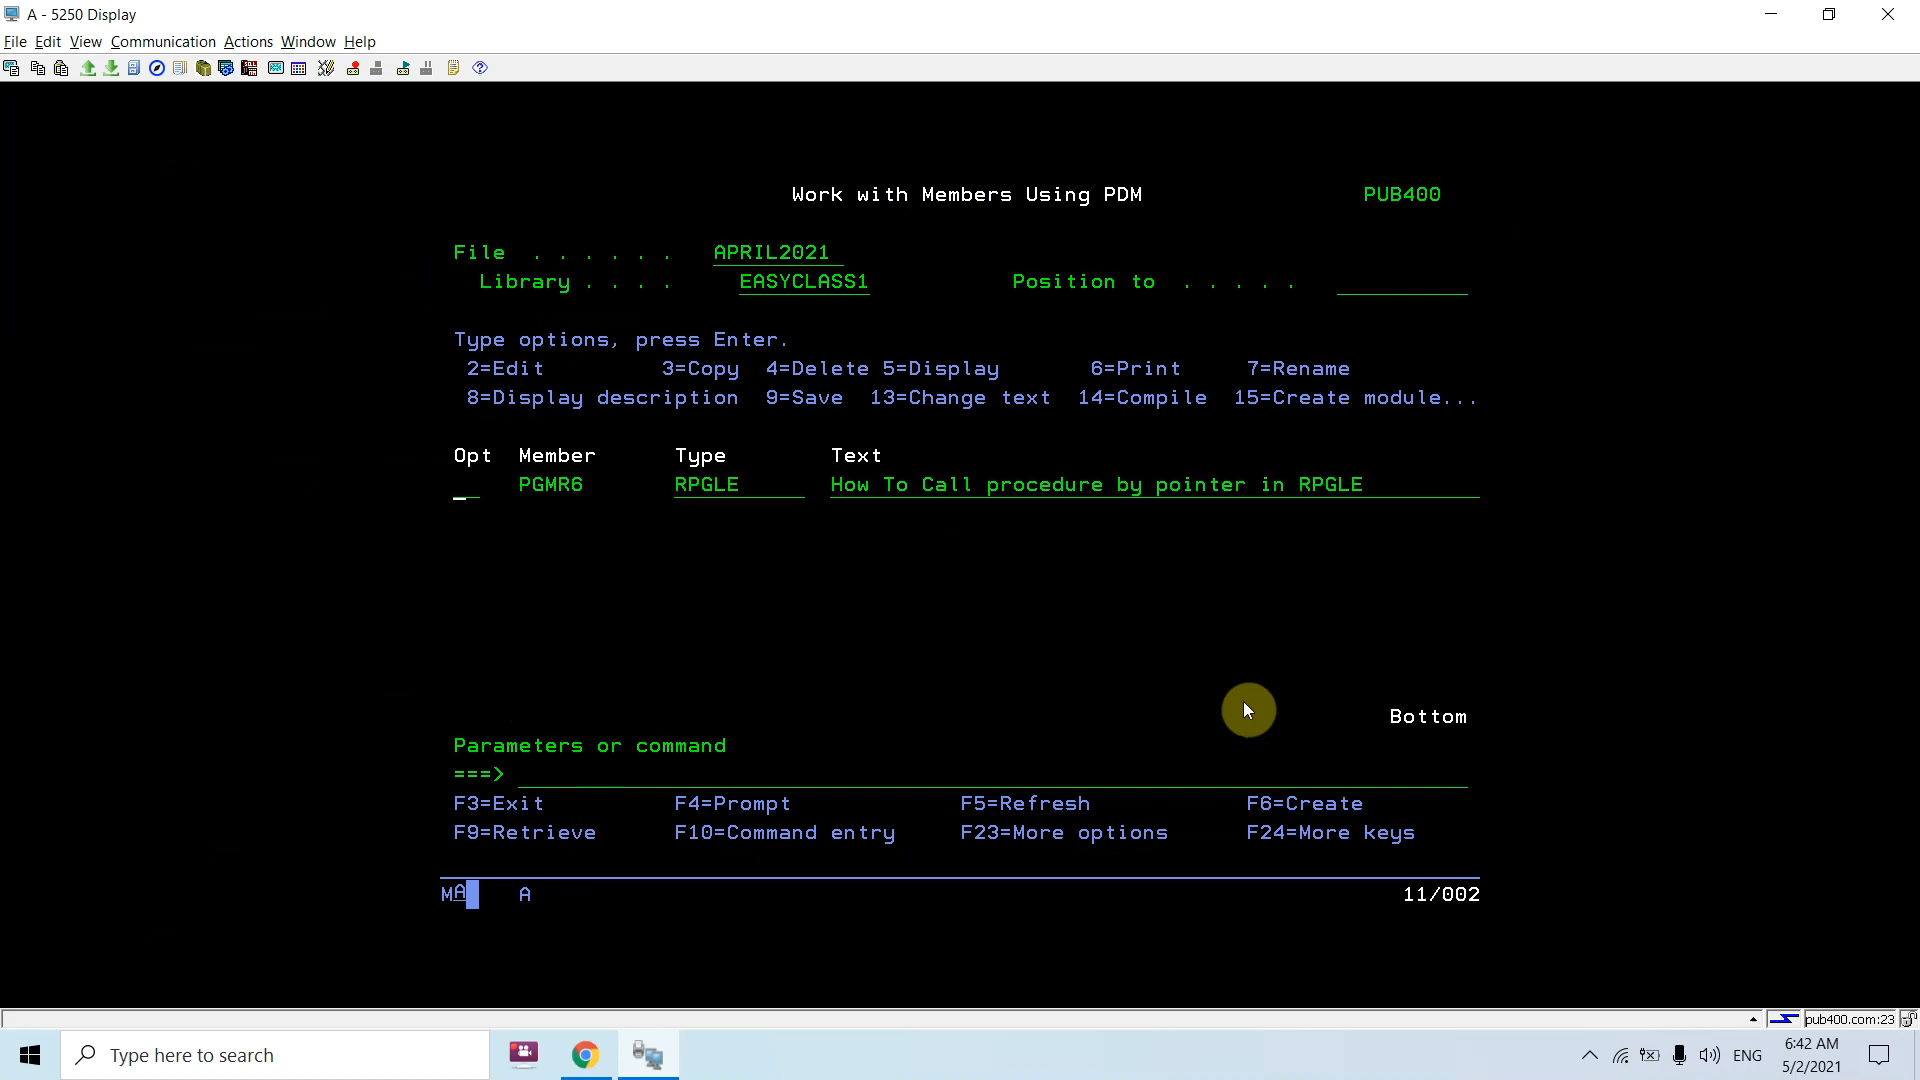 A - 5250 Display
File Edit View Communication Actions Window Help
Work with Members Using PDM PUB400
File . . . . . . APRIL2021
Library . . . . EASYCLASS1 Position to . . . . .
Type options, press Enter.
2=Edit 3=Copy 4=Delete 5=Display 6=Print 7=Rename
8=Display description 9=Save 13=Change text 14=Compile 15=Create module...
Opt Member Type Text
PGMR6 RPGLE How To Call procedure by pointer in RPGLE
Bottom
Parameters or command
===>
F3=Exit F4=Prompt F5=Refresh F6=Create
F9=Retrieve F10=Command entry F23=More options F24=More keys
MA A 11/002
pub400.com:23
Type here to search
ENG
6:42 AM
5/2/2021